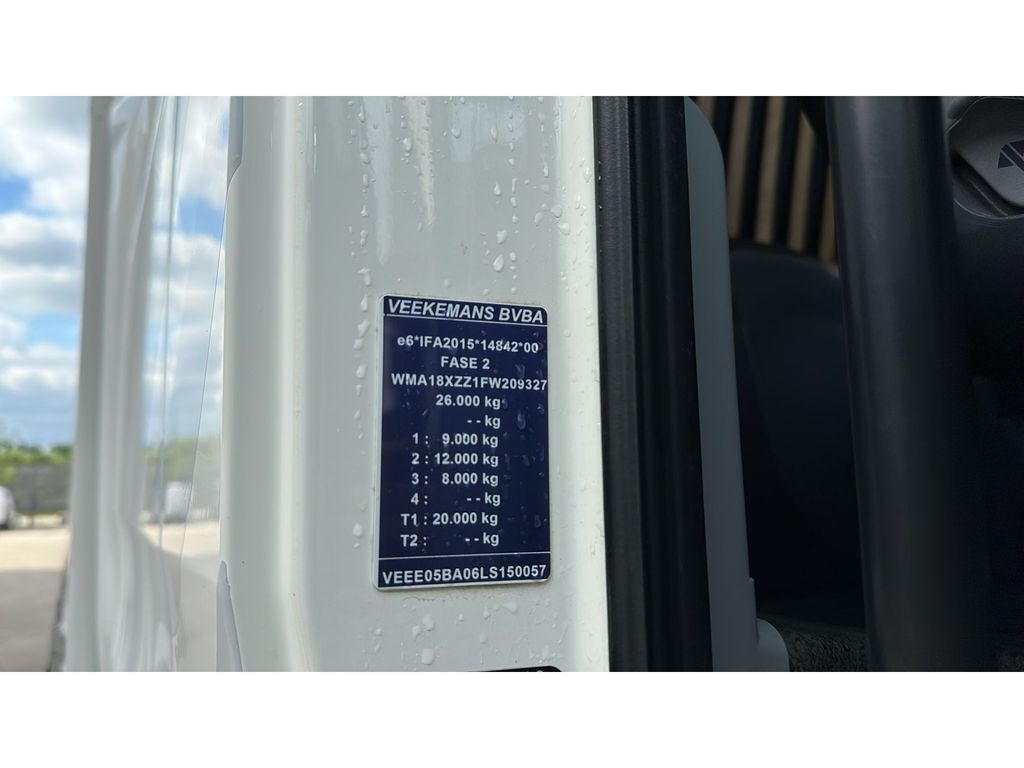 VEEKEMANS BVBA
e6*IFA2015*14842*00
FASE 2
WMA18XZZ1FW209327
26.000 kg
-- kg
1 : 9.000 kg
2 : 12.000 kg
3 : 8.000 kg
4 : -- kg
T1 : 20.000 kg
T2 : -- kg
VEEE05BA06LS150057